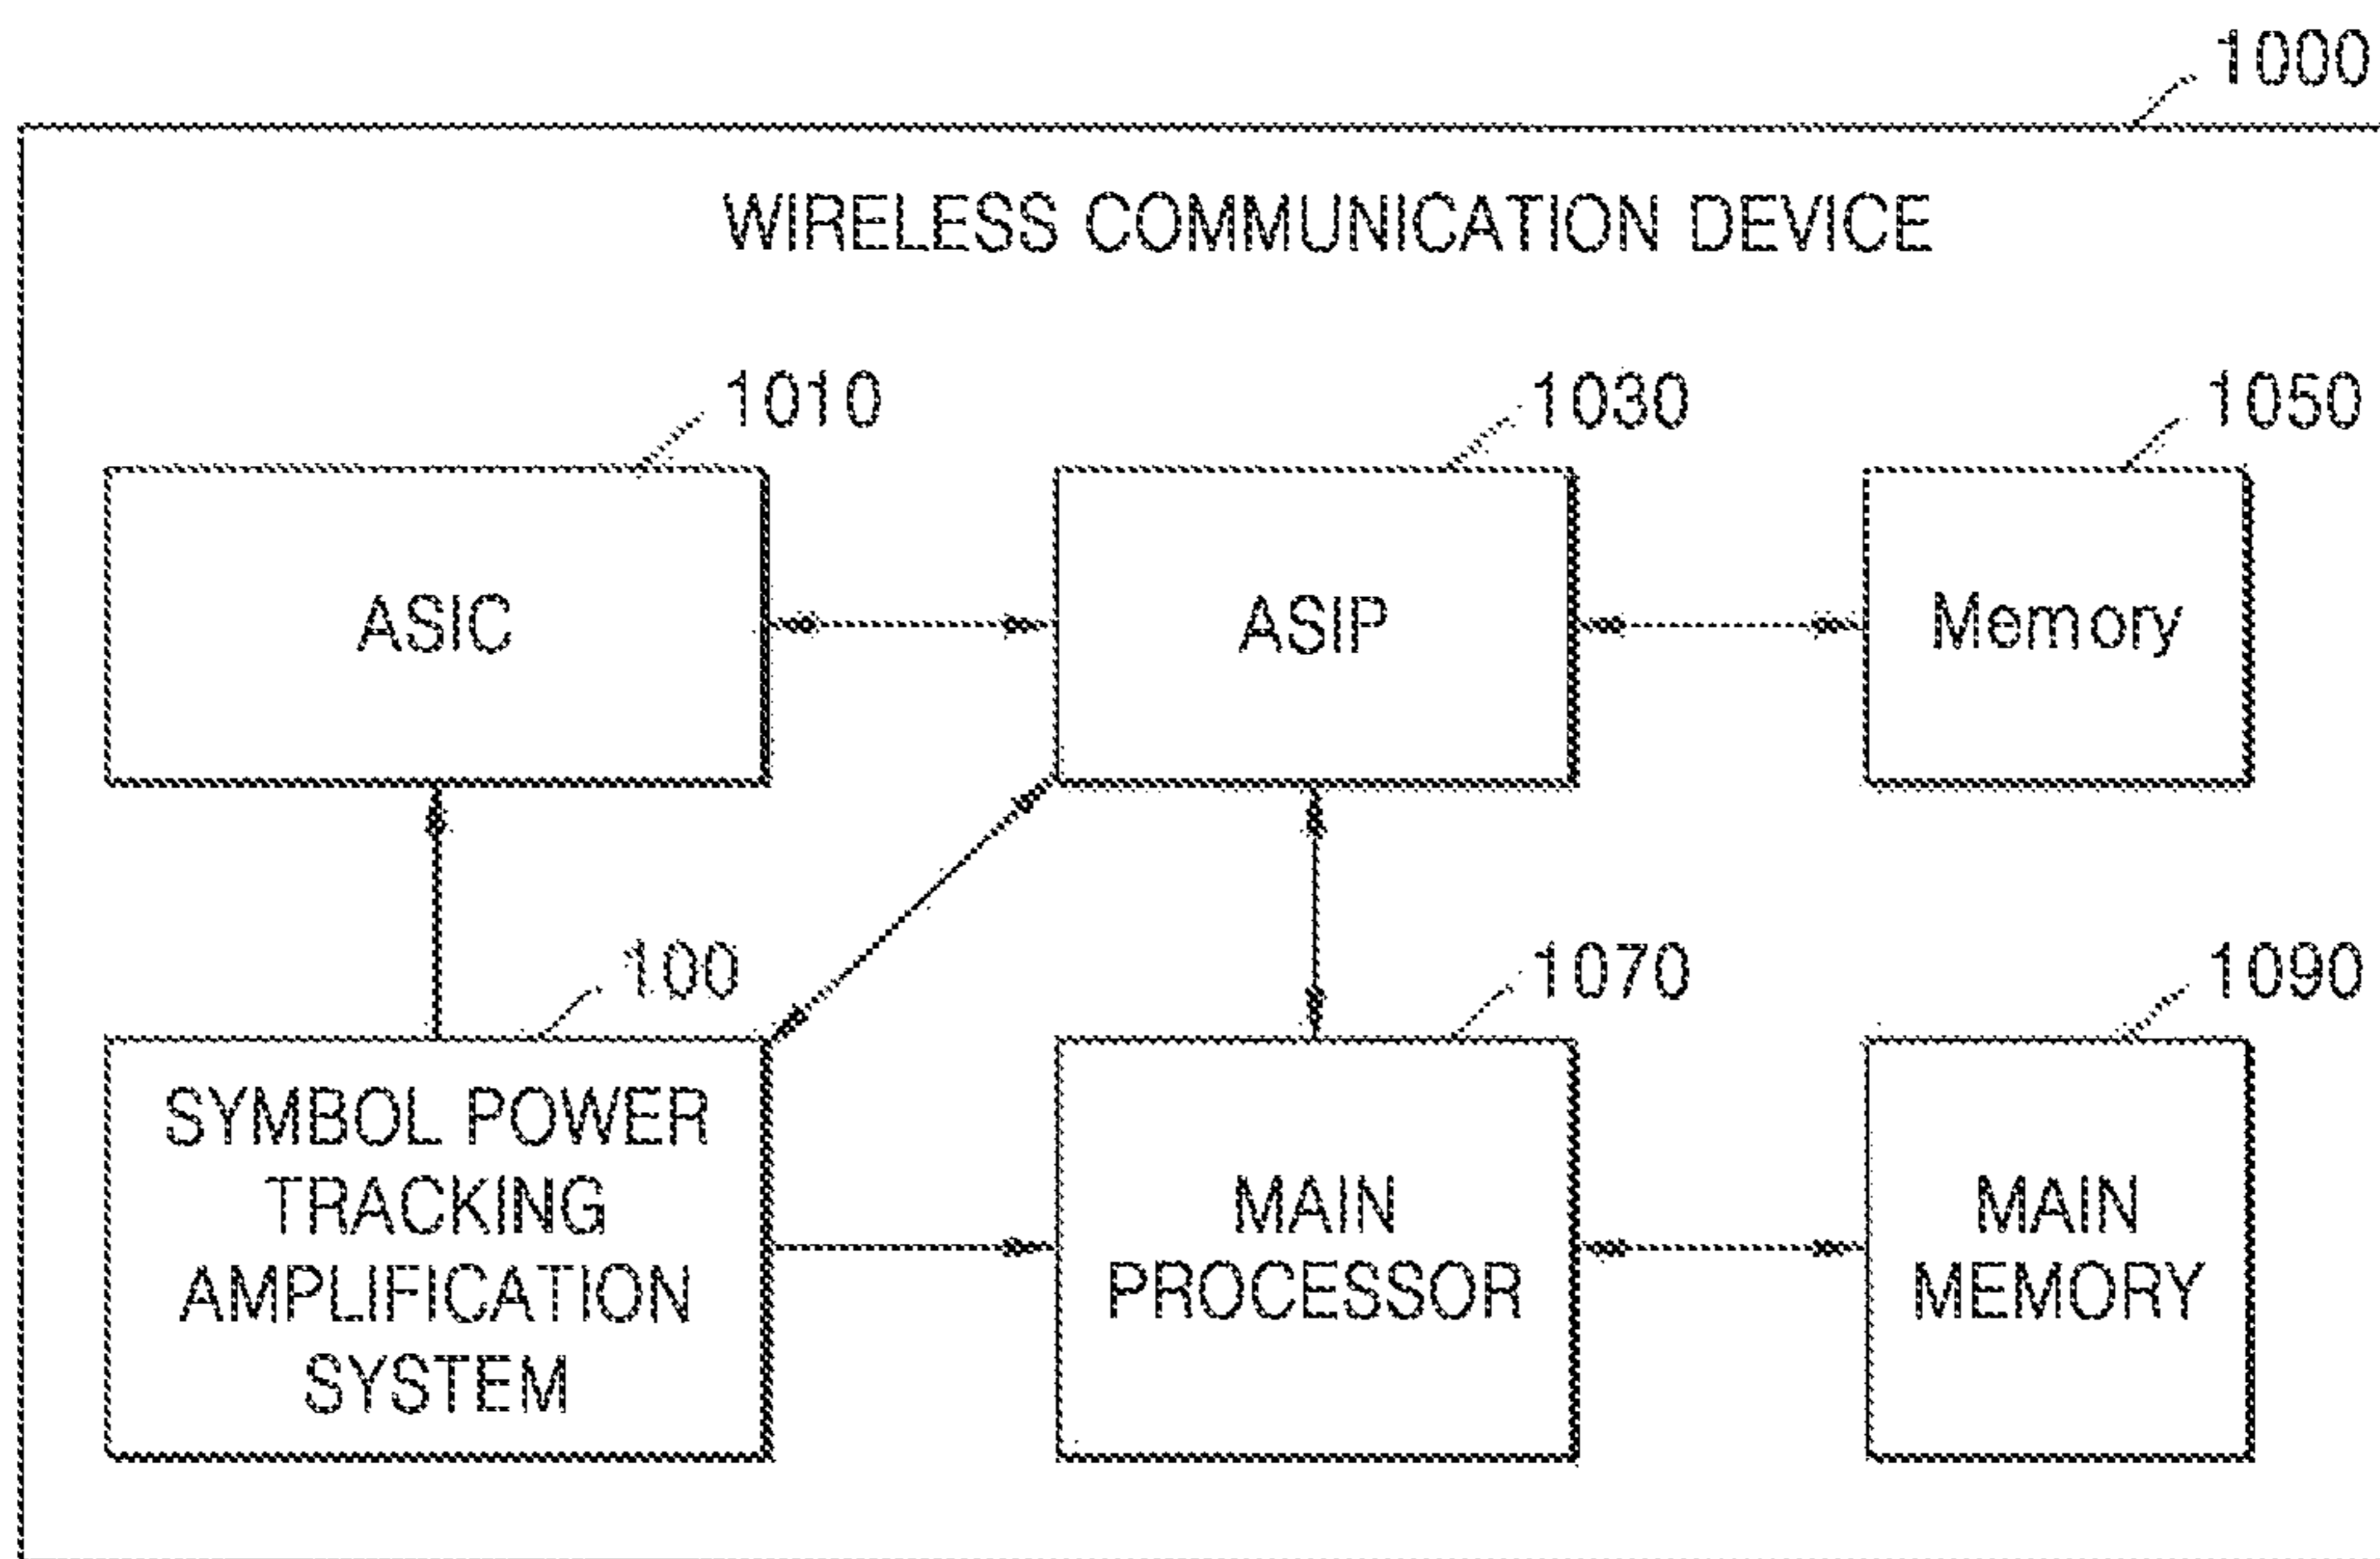 1000
WIRELESS COMMUNICATION DEVICE
1010
1030
1050
ASIC
ASIP
Memory
100
1070
1090
SYMBOL POWER
TRACKING
AMPLIFICATION
SYSTEM
MAIN
PROCESSOR
MAIN
MEMORY